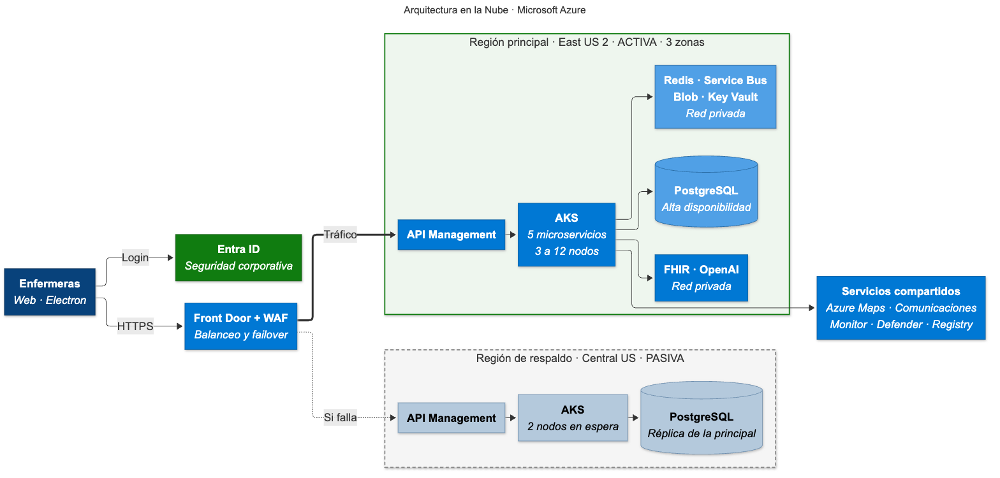 Arquitectura en la Nube · Microsoft Azure
Región principal · East US 2 · ACTIVA · 3 zonas
Redis · Service Bus
Blob · Key Vault
Red privada
PostgreSQL
Alta disponibilidad
AKS
5 microservicios
3 a 12 nodos
API Management
Tráfico
Entra ID
Seguridad corporativa
Login
FHIR · OpenAI
Red privada
Enfermeras
Web · Electron
HTTPS
Front Door + WAF
Balanceo y failover
Servicios compartidos
Azure Maps · Comunicaciones
Monitor · Defender · Registry
Región de respaldo · Central US · PASIVA
Si falla
API Management
AKS
2 nodos en espera
PostgreSQL
Réplica de la principal